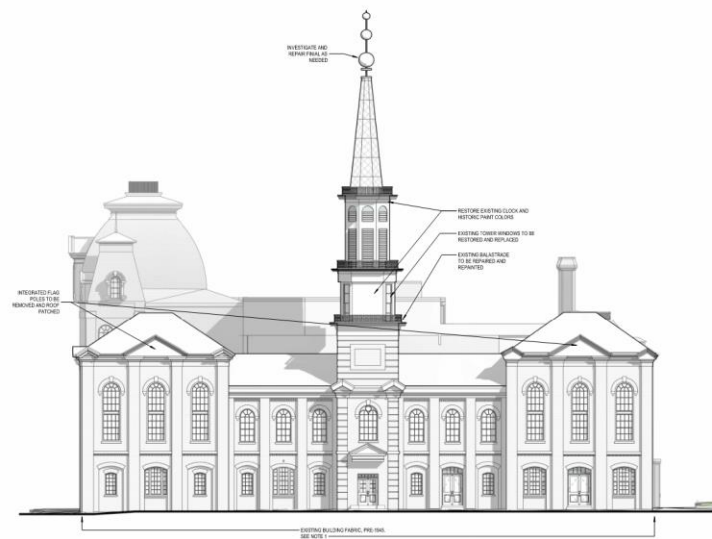 INVESTIGATE AND
REPAIR FINIAL AS
NEEDED
RESTORE EXISTING CLOCK AND
HISTORIC PAINT COLORS
EXISTING TOWER WINDOWS TO BE
RESTORED AND REPLACED
EXISTING BALASTRADE
TO BE REPAIRED AND
REPAINTED
INTEGRATED FLAG
POLES TO BE
REMOVED AND ROOF
PATCHED
EXISTING BUILDING FABRIC, PRE-1945.
SEE NOTE 1